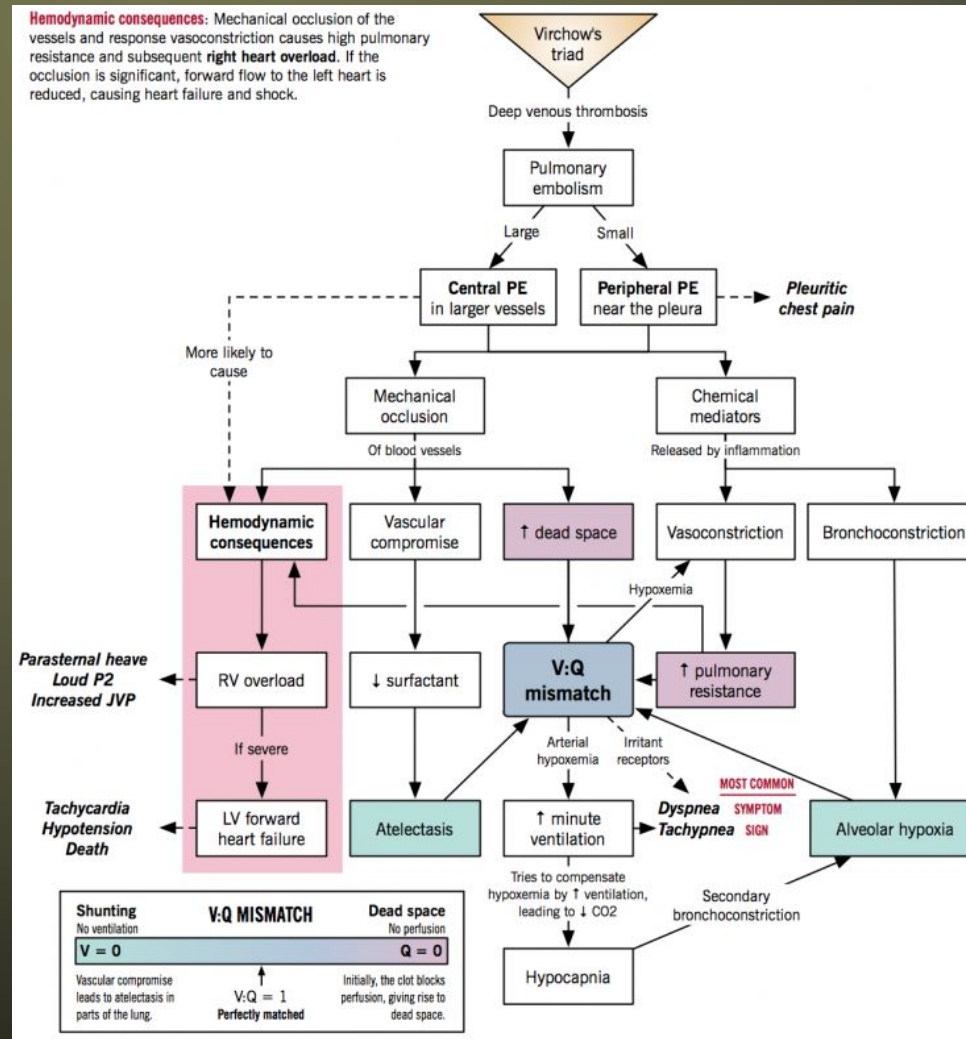 Hemodynamic consequences: Mechanical occlusion of the
vessels and response vasoconstriction causes high pulmonary
resistance and subsequent right heart overload. If the
occlusion is significant, forward flow to the left heart is
reduced, causing heart failure and shock.
Virchow's
triad
Deep venous thrombosis
Pulmonary
embolism
Large
Small
Central PE
in larger vessels
Peripheral PE
near the pleura
Pleuritic
chest pain
More likely to
cause
Mechanical
occlusion
Chemical
mediators
Of blood vessels
Released by inflammation
Hemodynamic
consequences
Vascular
compromise
↑ dead space
Vasoconstriction
Bronchoconstriction
Hypoxemia
Parasternal heave
Loud P2
Increased JVP
RV overload
↓ surfactant
V:Q
mismatch
↑ pulmonary
resistance
If severe
Arterial
hypoxemia
Irritant
receptors
MOST COMMON
Tachycardia
Hypotension
Death
LV forward
heart failure
Atelectasis
↑ minute
ventilation
Dyspnea SYMPTOM
Tachypnea SIGN
Alveolar hypoxia
Tries to compensate
hypoxemia by ↑ ventilation,
leading to ↓ CO2
Secondary
bronchoconstriction
Hypocapnia
Shunting
No ventilation
V:Q MISMATCH
Dead space
No perfusion
V = 0
Q = 0
Vascular compromise
leads to atelectasis in
parts of the lung.
V:Q = 1
Perfectly matched
Initially, the clot blocks
perfusion, giving rise to
dead space.